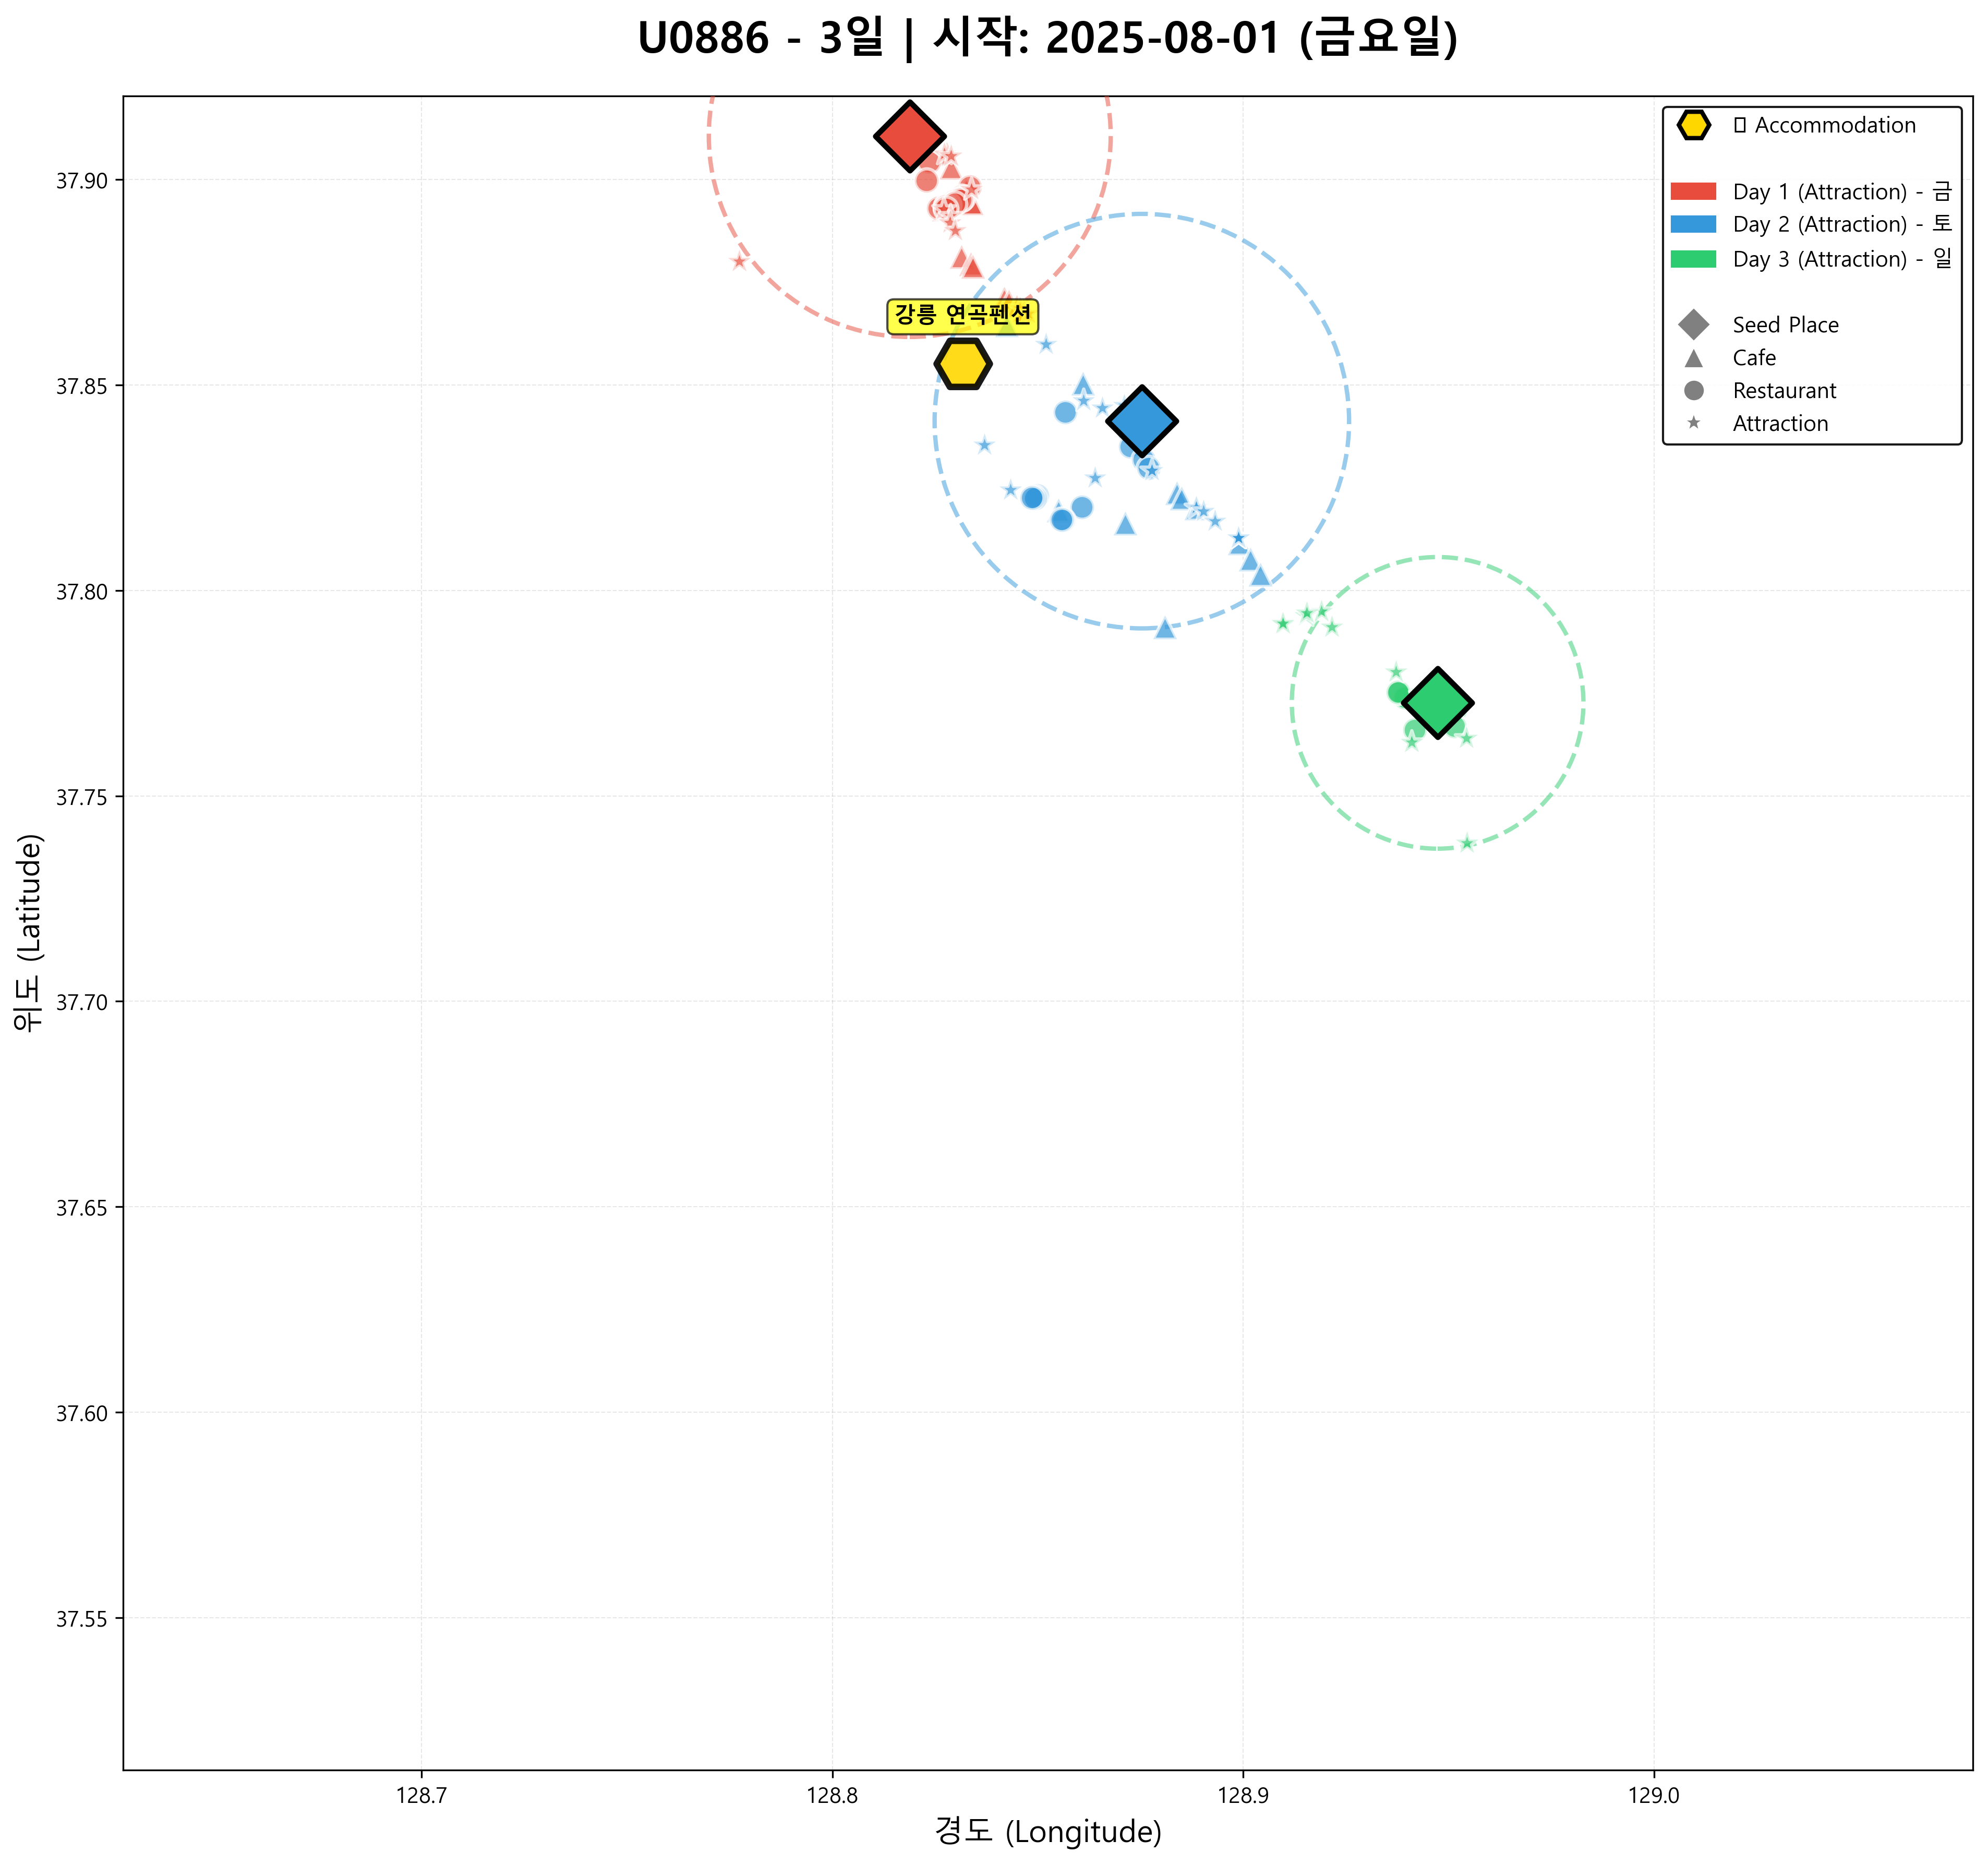 U0886 - 3일 | 시작: 2025-08-01 (금요일)
□ Accommodation
Day 1 (Attraction) - 금
Day 2 (Attraction) - 토
Day 3 (Attraction) - 일
Seed Place
Cafe
Restaurant
Attraction
강릉 연곡펜션
위도 (Latitude)
37.90
37.85
37.80
37.75
37.70
37.65
37.60
37.55
128.7
128.8
128.9
129.0
경도 (Longitude)